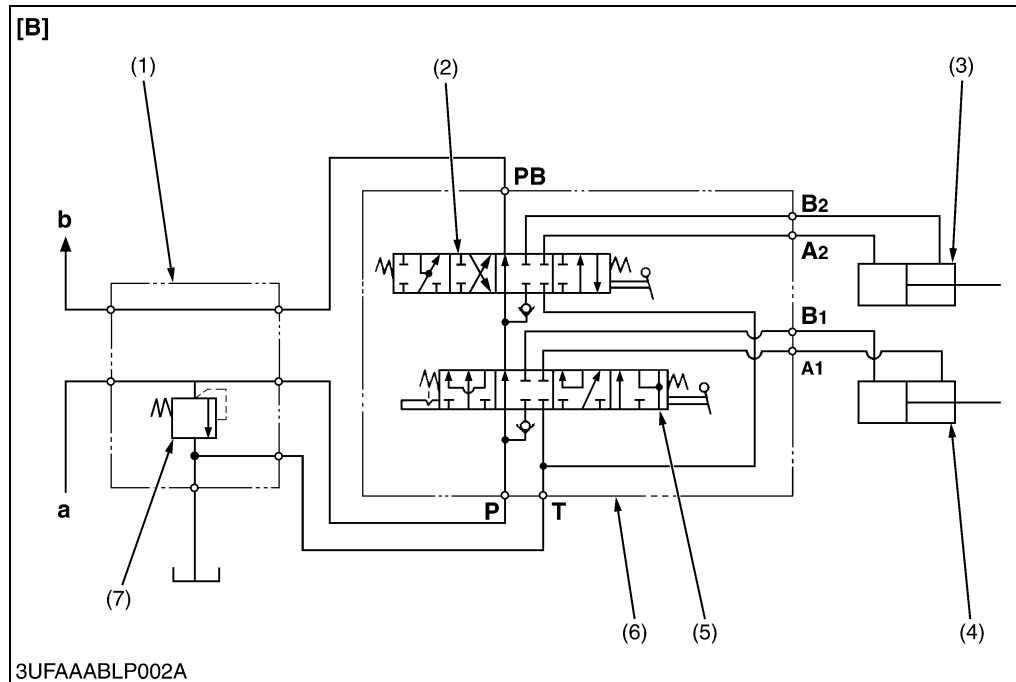 [B]
(1)
(2)
(3)
PB
B2
A2
b
B1
A1
a
P
T
(7)
(6)
(5)
(4)
3UFAAABLP002A